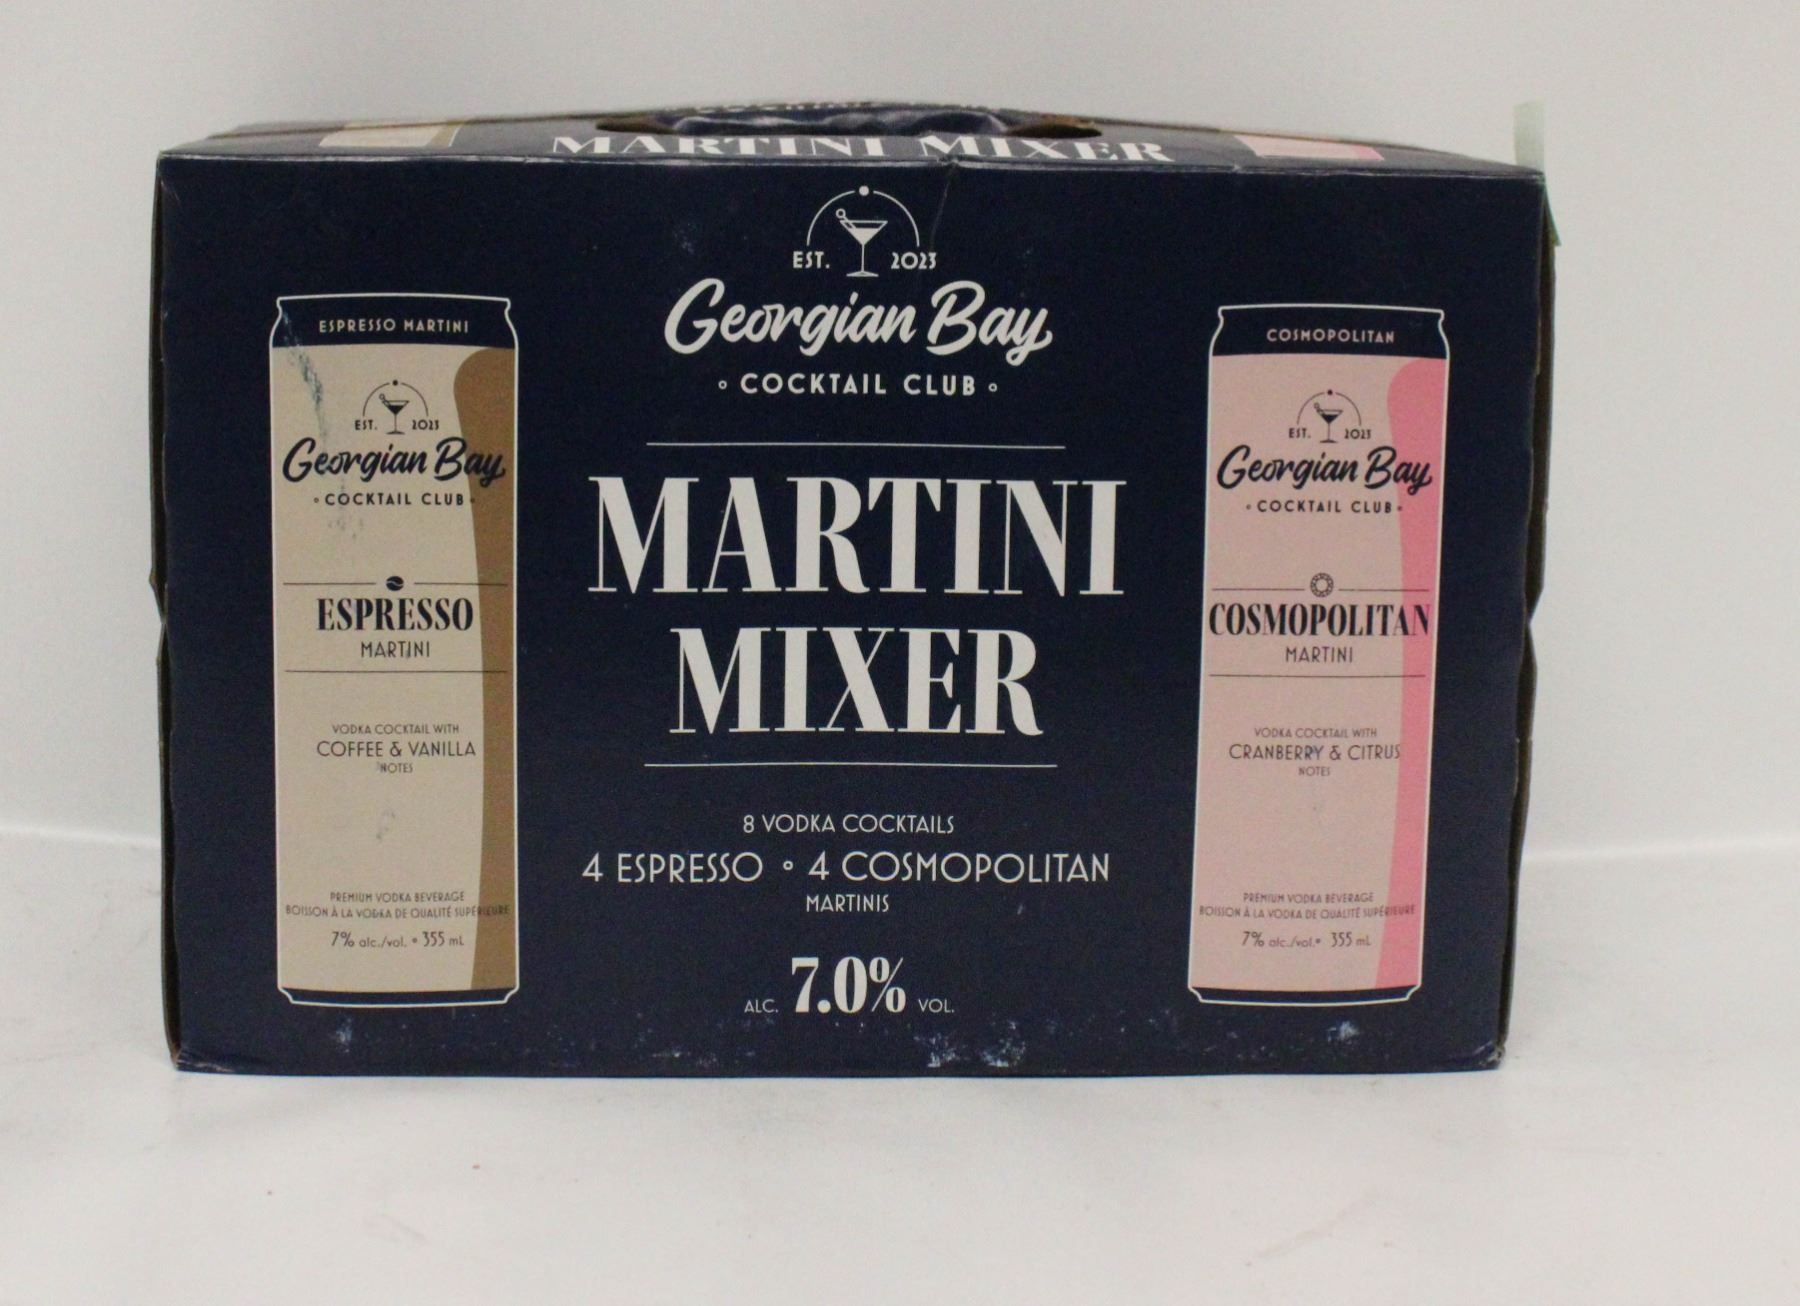 MARTINI MIXER
EST. 2023
Georgian Bay
COCKTAIL CLUB
MARTINI
MIXER
8 VODKA COCKTAILS
4 ESPRESSO • 4 COSMOPOLITAN
MARTINIS
ALC. 7.0% VOL.
ESPRESSO MARTINI
EST. 2023
Georgian Bay
COCKTAIL CLUB
ESPRESSO
MARTINI
VODKA COCKTAIL WITH
COFFEE & VANILLA
NOTES
PREMIUM VODKA BEVERAGE
BOISSON À LA VODKA DE QUALITÉ SUPÉRIEURE
7% alc./vol. • 355 mL
COSMOPOLITAN
EST. 2023
Georgian Bay
COCKTAIL CLUB
COSMOPOLITAN
MARTINI
VODKA COCKTAIL WITH
CRANBERRY & CITRUS
NOTES
PREMIUM VODKA BEVERAGE
BOISSON À LA VODKA DE QUALITÉ SUPÉRIEURE
7% alc./vol. • 355 mL